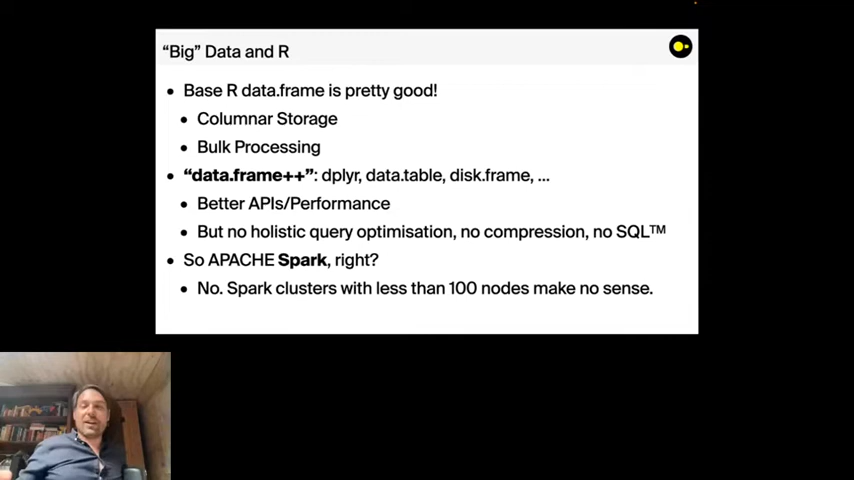 “Big” Data and R
• Base R data.frame is pretty good!
• Columnar Storage
• Bulk Processing
• “data.frame++”: dplyr, data.table, disk.frame, ...
• Better APIs/Performance
• But no holistic query optimisation, no compression, no SQL™
• So APACHE Spark, right?
• No. Spark clusters with less than 100 nodes make no sense.